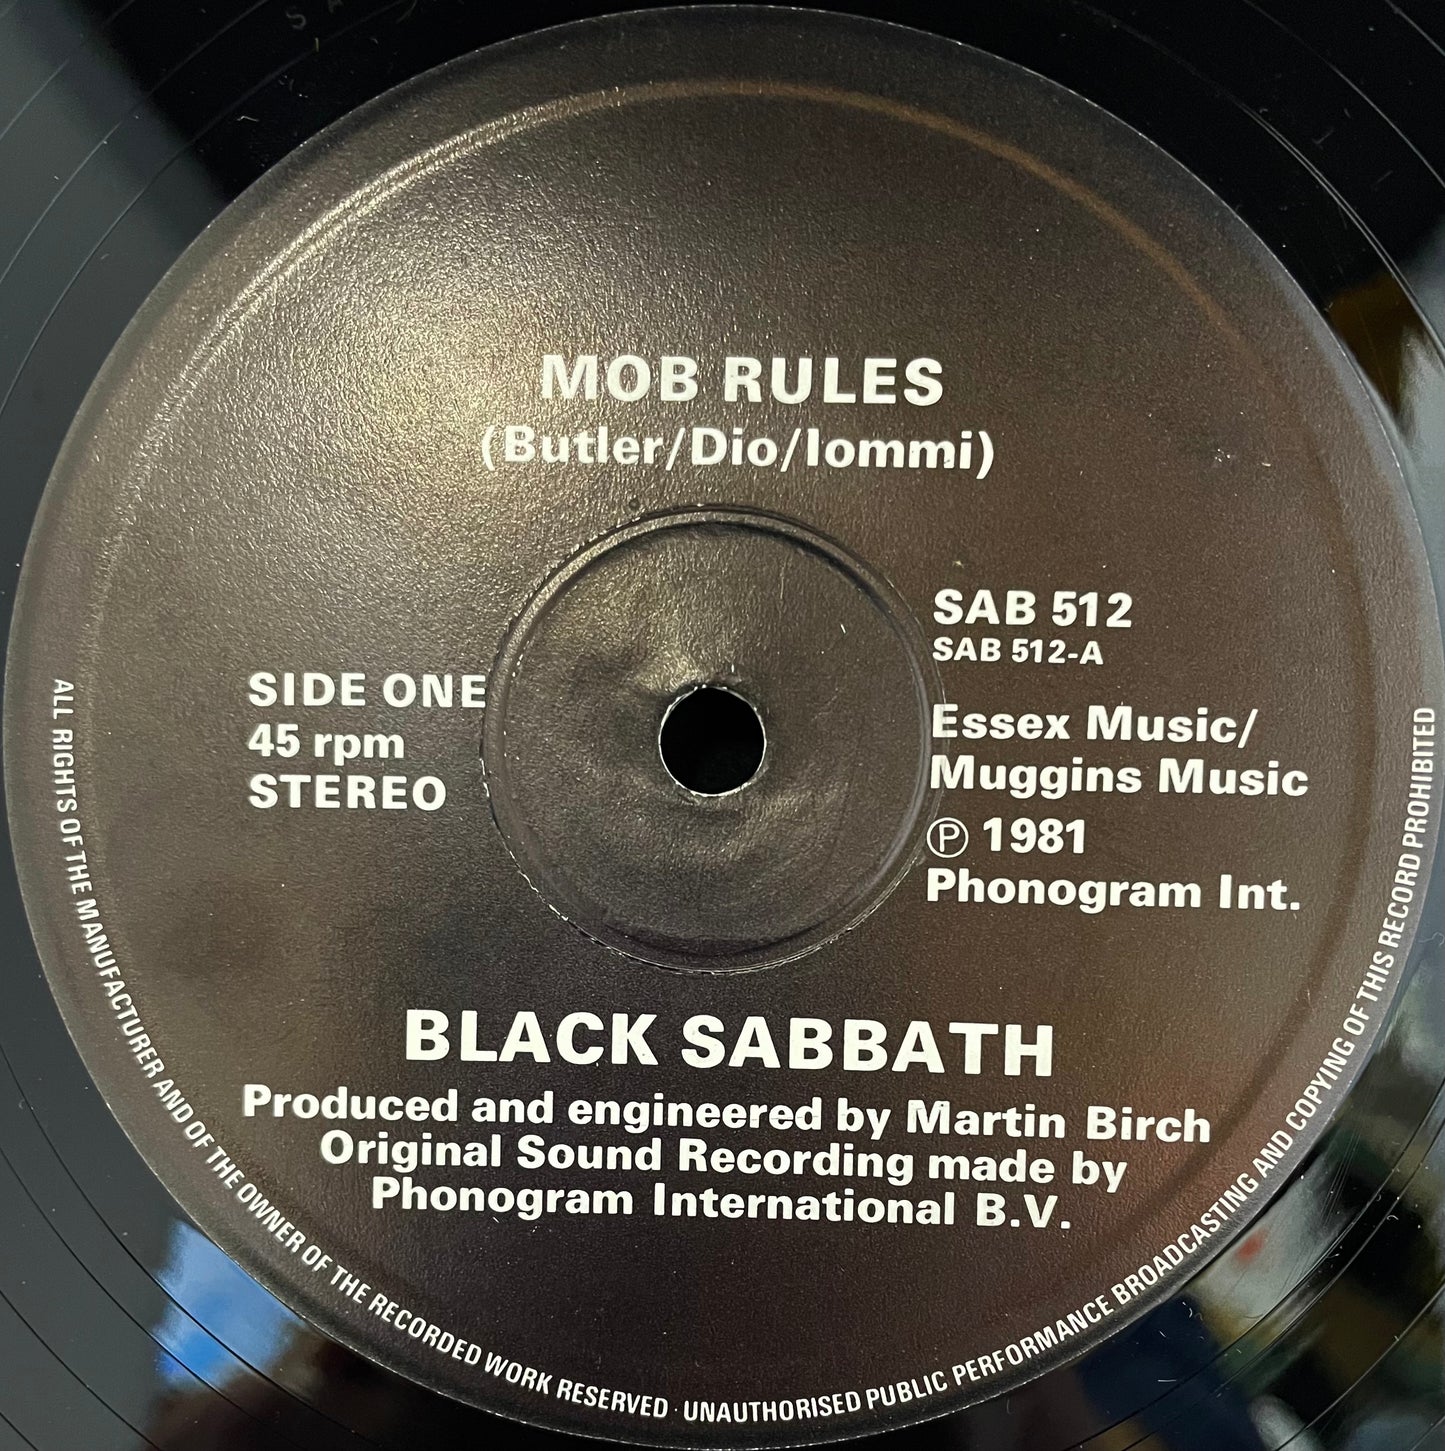 MOB RULES
(Butler/Dio/Iommi)
SAB 512
SAB 512-A
SIDE ONE
45 rpm
STEREO
Essex Music/
Muggins Music
Ⓟ 1981
Phonogram Int.
BLACK SABBATH
Produced and engineered by Martin Birch
Original Sound Recording made by
Phonogram International B.V.
ALL RIGHTS OF THE MANUFACTURER AND OF THE OWNER OF THE RECORDED WORK RESERVED · UNAUTHORISED PUBLIC PERFORMANCE BROADCASTING AND COPYING OF THIS RECORD PROHIBITED